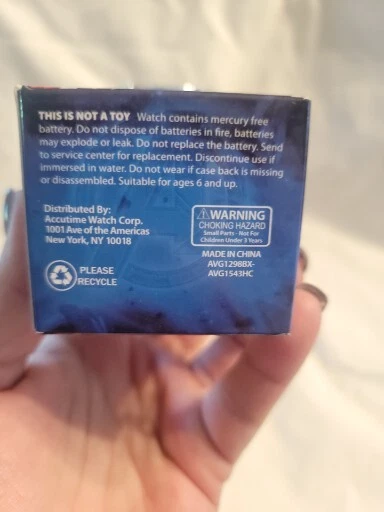 THIS IS NOT A TOY Watch contains mercury free
battery. Do not dispose of batteries in fire, batteries
may explode or leak. Do not replace the battery. Send
to service center for replacement. Discontinue use if
immersed in water. Do not wear if case back is missing
or disassembled. Suitable for ages 6 and up.
Distributed By:
Accutime Watch Corp.
1001 Ave of the Americas
New York, NY 10018
PLEASE
RECYCLE
WARNING
CHOKING HAZARD
Small Parts - Not For
Children Under 3 Years
MADE IN CHINA
AVG1298BX-
AVG1543HC